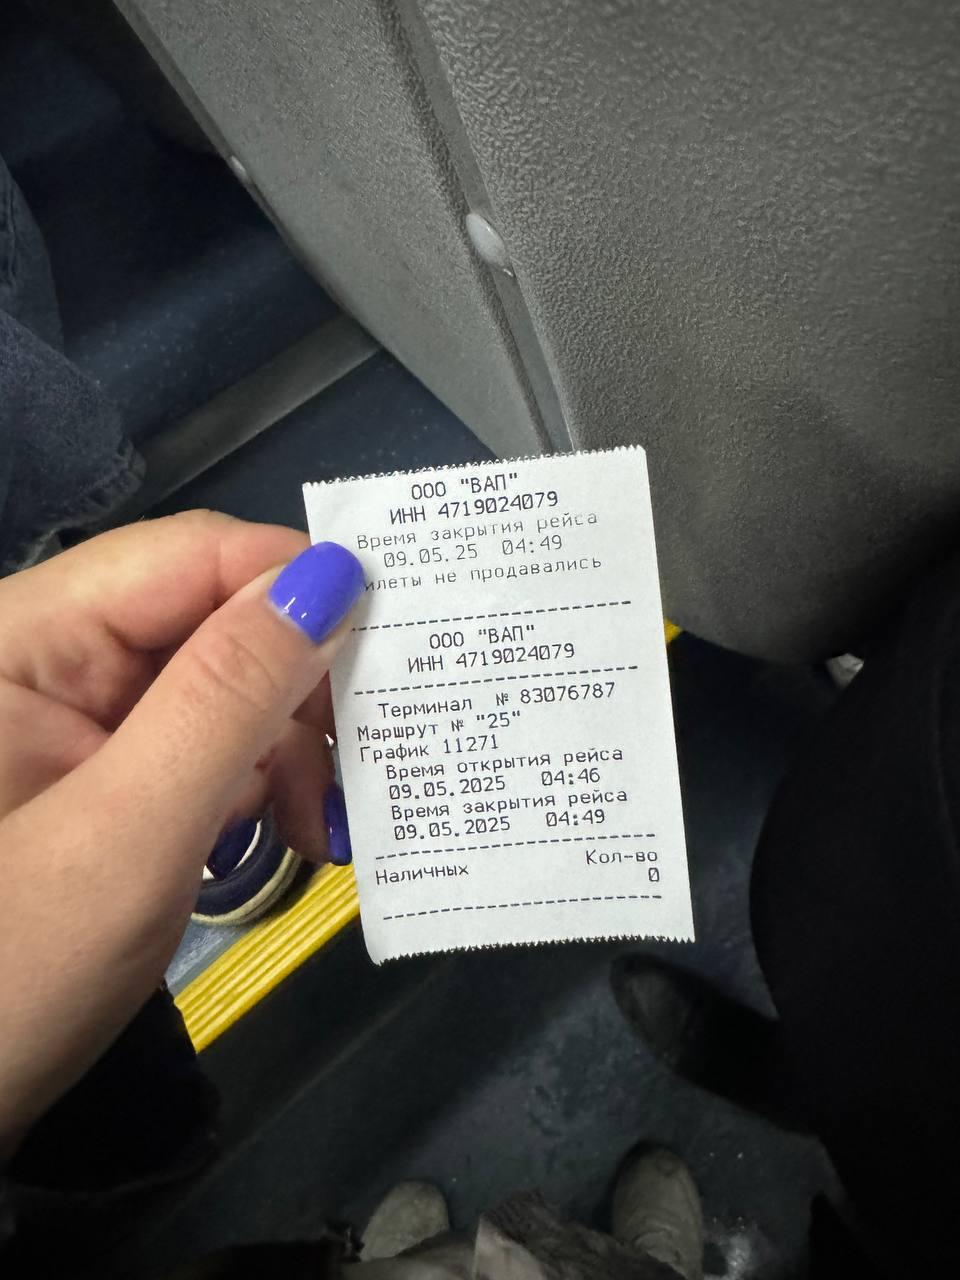 ООО "ВАП"
ИНН 4719024079
Время закрытия рейса
09.05.25 04:49
илеты не продавались
ООО "ВАП"
ИНН 4719024079
Терминал № 83076787
Маршрут № "25"
График 11271
Время открытия рейса
09.05.2025 04:46
Время закрытия рейса
09.05.2025 04:49
Кол-во
Наличных 0